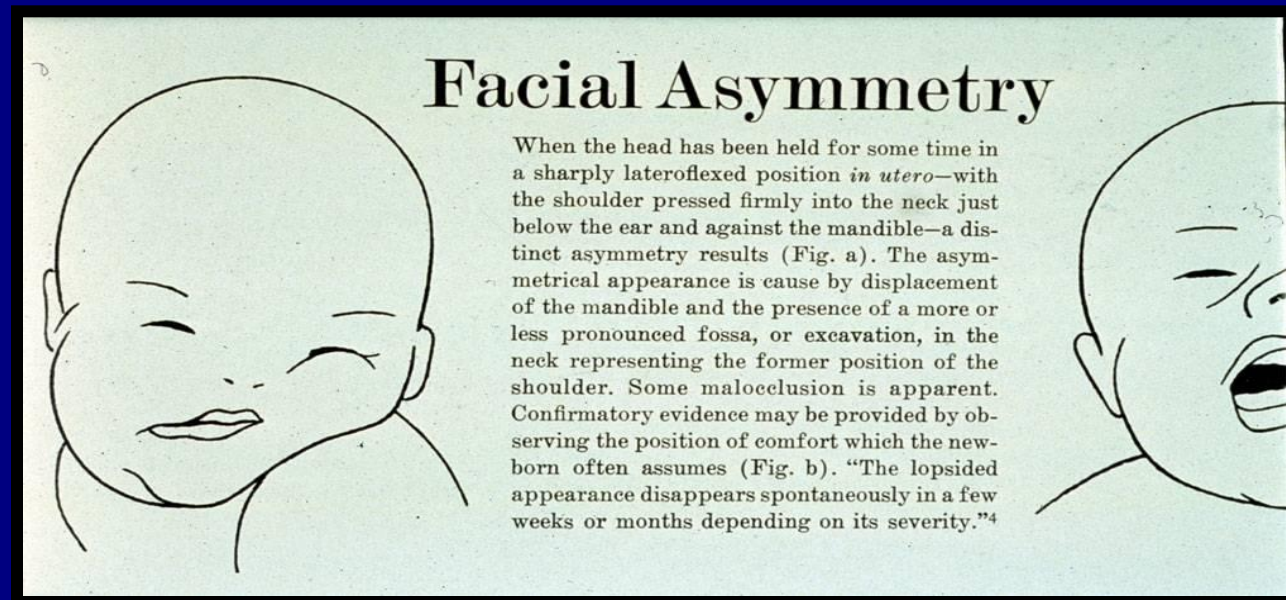 Facial Asymmetry
When the head has been held for some time in
a sharply lateroflexed position in utero—with
the shoulder pressed firmly into the neck just
below the ear and against the mandible—a dis-
tinct asymmetry results (Fig. a). The asym-
metrical appearance is cause by displacement
of the mandible and the presence of a more or
less pronounced fossa, or excavation, in the
neck representing the former position of the
shoulder. Some malocclusion is apparent.
Confirmatory evidence may be provided by ob-
serving the position of comfort which the new-
born often assumes (Fig. b). “The lopsided
appearance disappears spontaneously in a few
weeks or months depending on its severity.”4